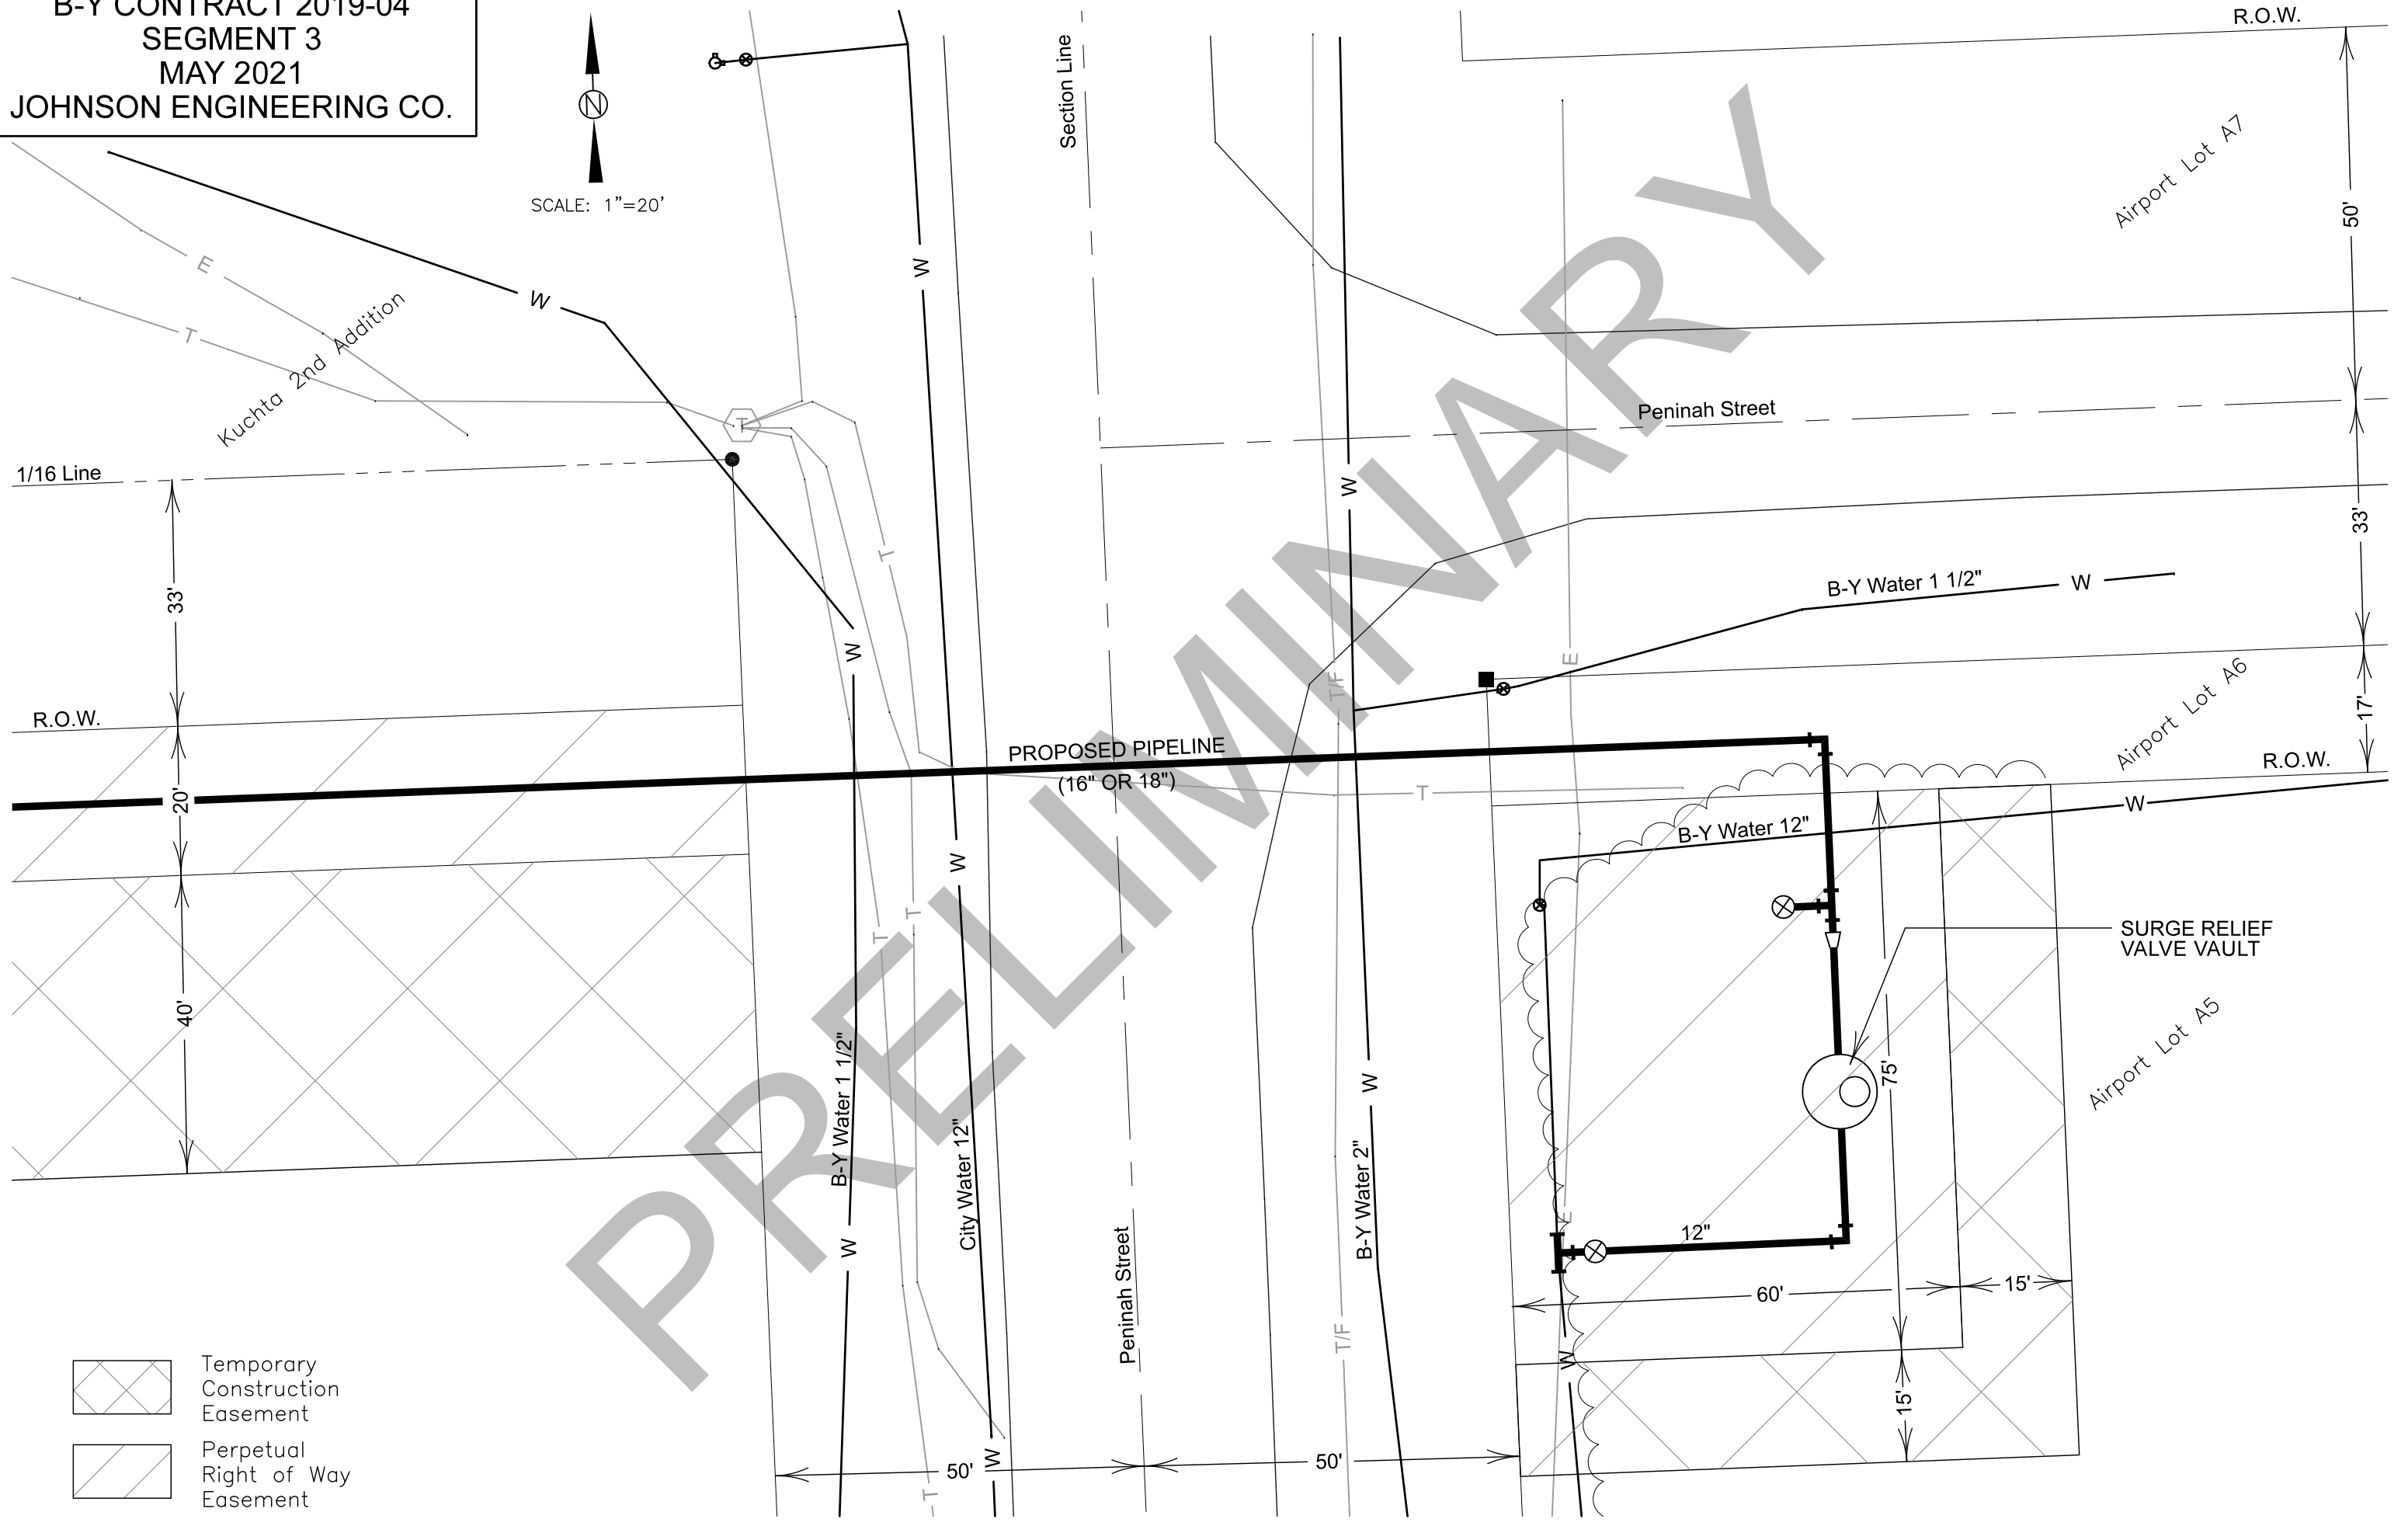 B-Y CONTRACT 2019-04
SEGMENT 3
MAY 2021
JOHNSON ENGINEERING CO.
N
SCALE: 1"=20'
Section Line
R.O.W.
Airport Lot A7
50'
W
W
E
T
Kuchta 2nd Addition
T
1/16 Line
Peninah Street
W
33'
33'
T
W
B-Y Water 1 1/2"
W
E
T/F
R.O.W.
17'
Airport Lot A6
R.O.W.
PROPOSED PIPELINE
(16" OR 18")
20'
T
B-Y Water 12"
W
W
T
T
SURGE RELIEF
VALVE VAULT
40'
75'
Airport Lot A5
B-Y Water 1 1/2"
City Water 12"
W
B-Y Water 2"
W
E
12"
Peninah Street
60'
15'
T/F
W
15'
50'
W
50'
T
Temporary
Construction
Easement
Perpetual
Right of Way
Easement
PRELIMINARY